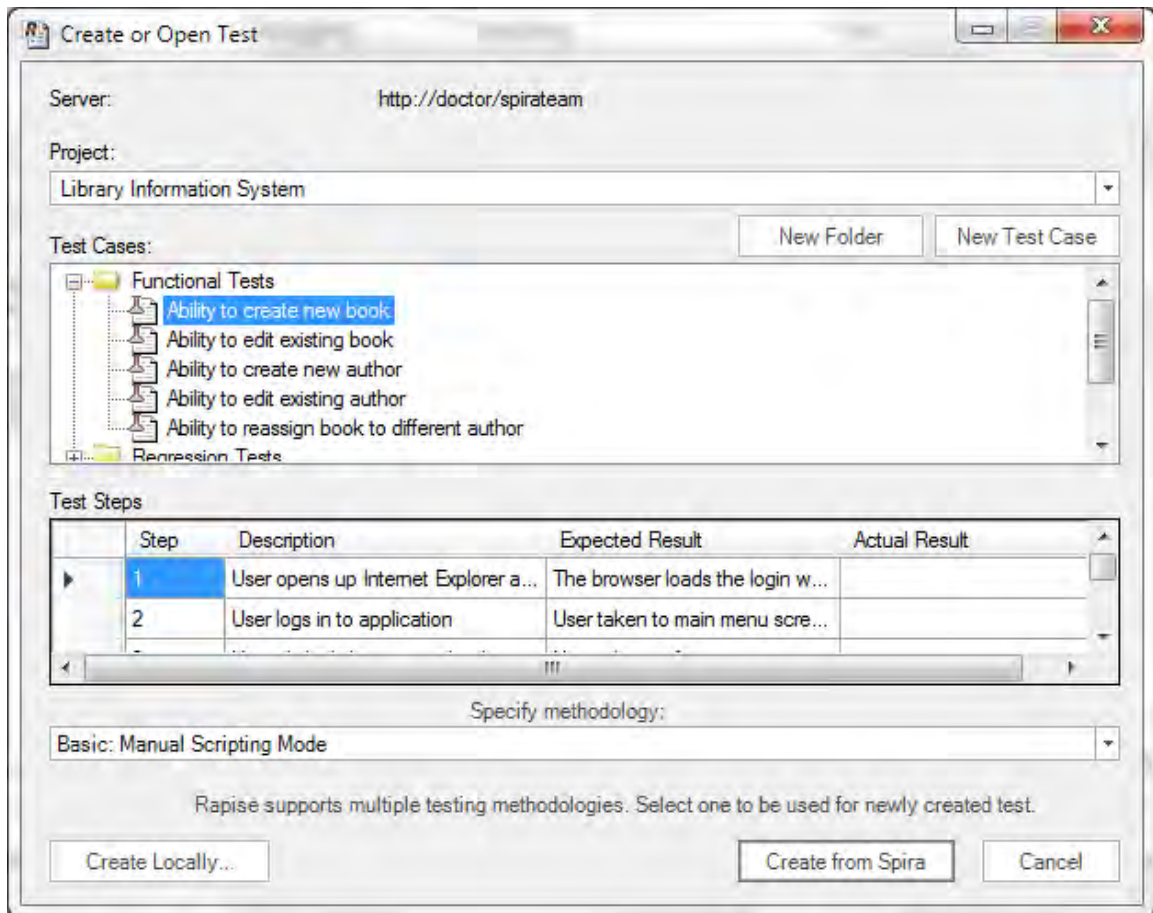 Create or Open Test
Server: http://doctor/spirateam
Project:
Library Information System
New Folder New Test Case
Test Cases:
Functional Tests
Ability to create new book
Ability to edit existing book
Ability to create new author
Ability to edit existing author
Ability to reassign book to different author
Regression Tests
Test Steps
Step Description Expected Result Actual Result
1 User opens up Internet Explorer a... The browser loads the login w...
2 User logs in to application User taken to main menu scre...
Specify methodology:
Basic: Manual Scripting Mode
Rapise supports multiple testing methodologies. Select one to be used for newly created test.
Create Locally... Create from Spira Cancel